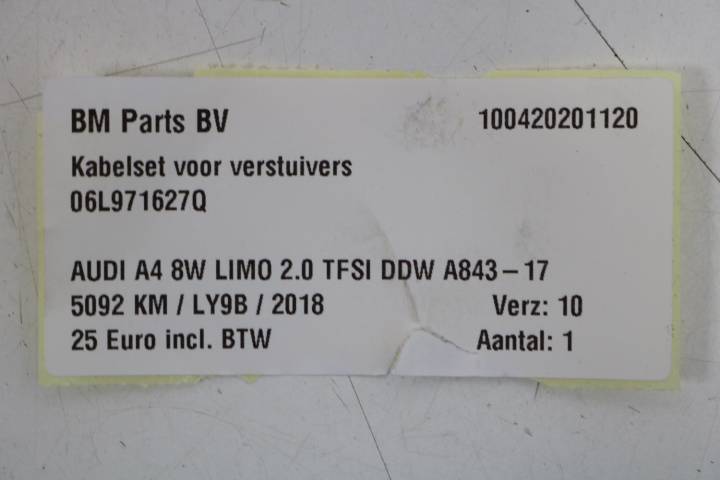 BM Parts BV 100420201120
Kabelset voor verstuivers
06L971627Q
AUDI A4 8W LIMO 2.0 TFSI DDW A843-17
5092 KM / LY9B / 2018 Verz: 10
25 Euro incl. BTW Aantal: 1